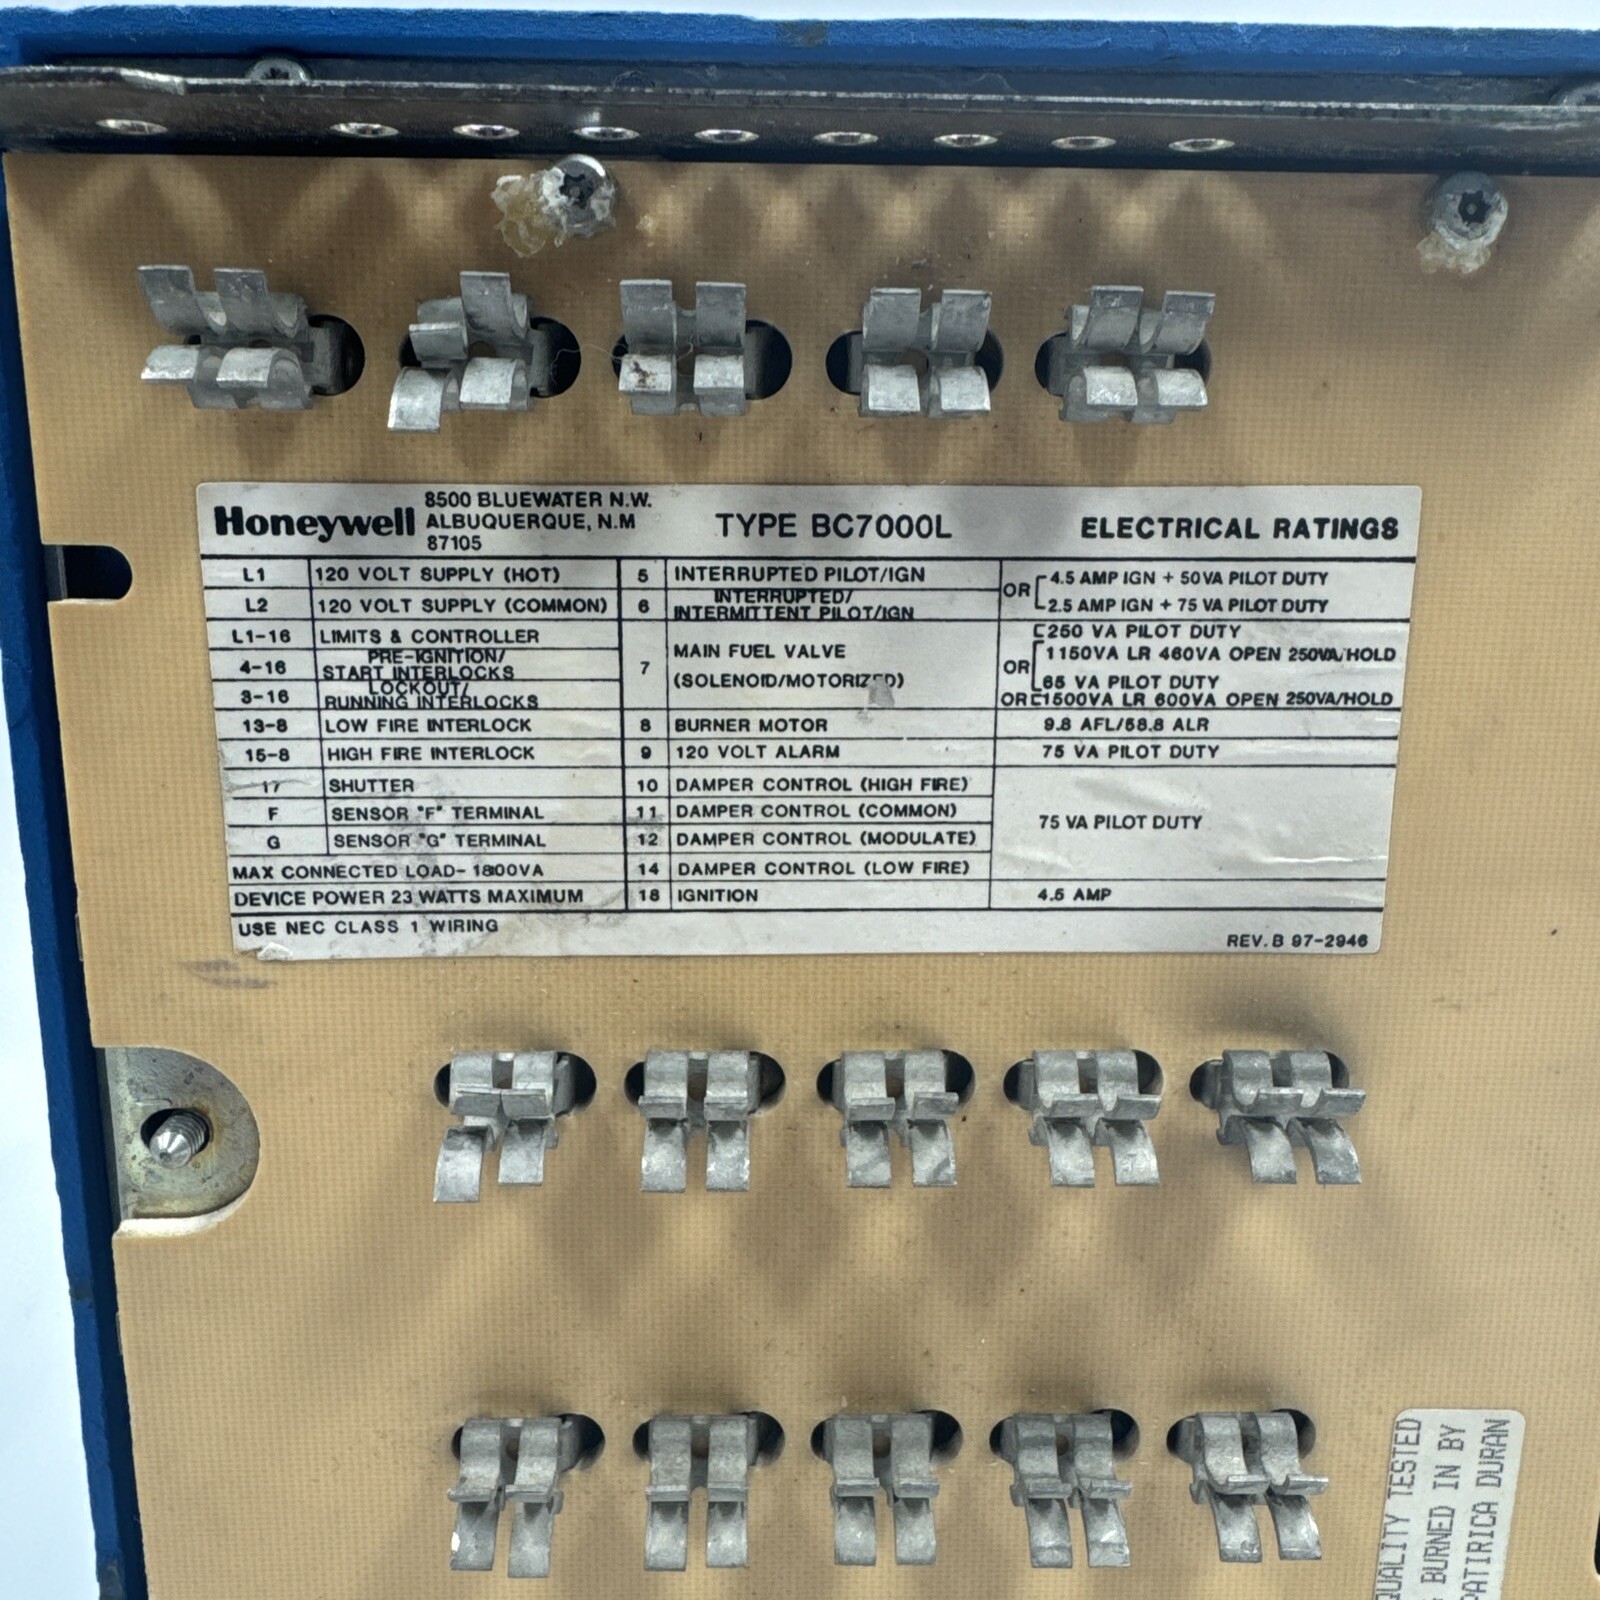 Honeywell
8500 BLUEWATER N.W.
ALBUQUERQUE, N.M
87105
TYPE BC7000L
ELECTRICAL RATINGS
L1 120 VOLT SUPPLY (HOT)
L2 120 VOLT SUPPLY (COMMON)
L1-16 LIMITS & CONTROLLER
4-16 PRE-IGNITION/
START INTERLOCKS
3-16 LOCKOUT/
RUNNING INTERLOCKS
13-8 LOW FIRE INTERLOCK
15-8 HIGH FIRE INTERLOCK
17 SHUTTER
F SENSOR "F" TERMINAL
G SENSOR "G" TERMINAL
MAX CONNECTED LOAD- 1800VA
DEVICE POWER 23 WATTS MAXIMUM
5 INTERRUPTED PILOT/IGN
6 INTERRUPTED/
INTERMITTENT PILOT/IGN
7 MAIN FUEL VALVE
(SOLENOID/MOTORIZED)
8 BURNER MOTOR
9 120 VOLT ALARM
10 DAMPER CONTROL (HIGH FIRE)
11 DAMPER CONTROL (COMMON)
12 DAMPER CONTROL (MODULATE)
14 DAMPER CONTROL (LOW FIRE)
18 IGNITION
OR 4.5 AMP IGN + 50VA PILOT DUTY
2.5 AMP IGN + 75 VA PILOT DUTY
250 VA PILOT DUTY
OR 1150VA LR 460VA OPEN 250VA/HOLD
65 VA PILOT DUTY
OR 1500VA LR 600VA OPEN 250VA/HOLD
9.8 AFL/58.8 ALR
75 VA PILOT DUTY
75 VA PILOT DUTY
4.5 AMP
USE NEC CLASS 1 WIRING
REV. B 97-2946
QUALITY TESTED
& BURNED IN BY
PATIRICA DURAN